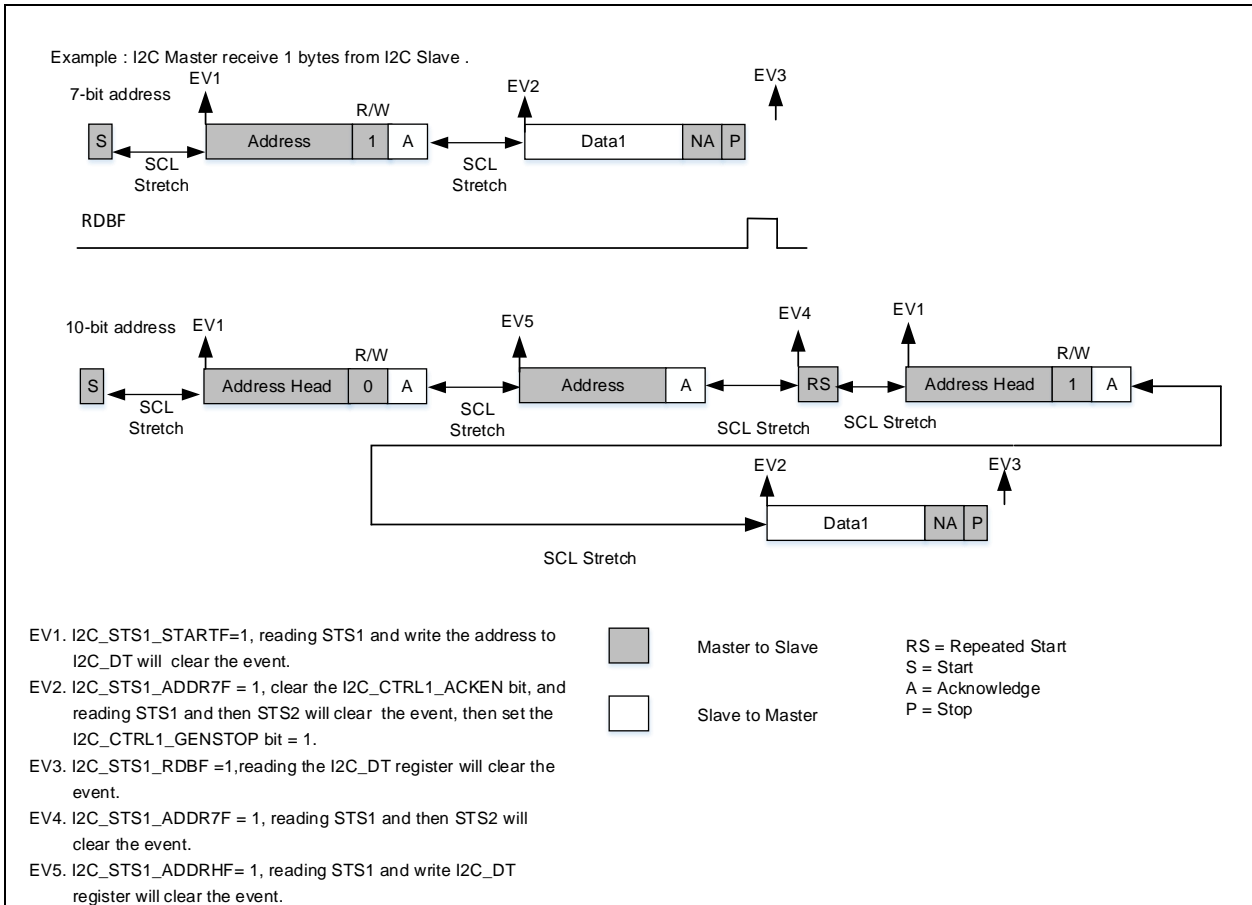 Example : I2C Master receive 1 bytes from I2C Slave .
EV1
EV2
EV3
7-bit address
R/W
S
Address
1
A
Data1
NA
P
SCL
Stretch
SCL
Stretch
RDBF
10-bit address
EV1
EV5
EV4
EV1
R/W
R/W
S
Address Head
0
A
Address
A
RS
Address Head
1
A
SCL
Stretch
SCL
Stretch
SCL Stretch
SCL Stretch
EV2
EV3
Data1
NA
P
SCL Stretch
EV1. I2C_STS1_STARTF=1, reading STS1 and write the address to
I2C_DT will clear the event.
EV2. I2C_STS1_ADDR7F = 1, clear the I2C_CTRL1_ACKEN bit, and
reading STS1 and then STS2 will clear the event, then set the
I2C_CTRL1_GENSTOP bit = 1.
EV3. I2C_STS1_RDBF =1,reading the I2C_DT register will clear the
event.
EV4. I2C_STS1_ADDR7F = 1, reading STS1 and then STS2 will
clear the event.
EV5. I2C_STS1_ADDRHF= 1, reading STS1 and write I2C_DT
register will clear the event.
Master to Slave
Slave to Master
RS = Repeated Start
S = Start
A = Acknowledge
P = Stop